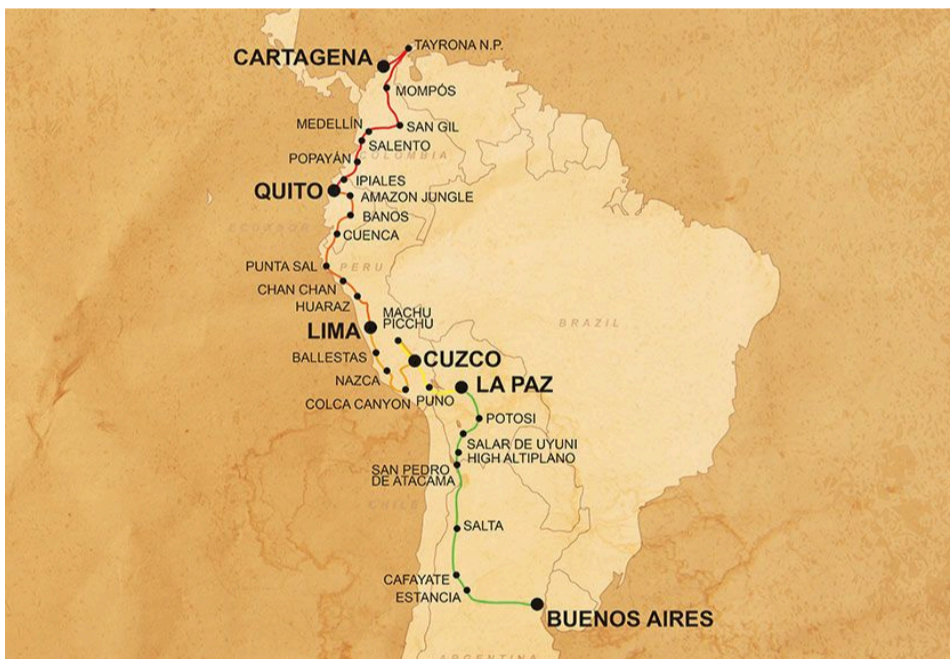 TAYRONA N.P.
CARTAGENA
MOMPÓS
MEDELLÍN
SAN GIL
SALENTO
COLOMBIA
POPAYÁN
IPIALES
QUITO
AMAZON JUNGLE
BANOS
ECUADOR
CUENCA
PUNTA SAL
PERU
CHAN CHAN
HUARAZ
MACHU
PICCHU
LIMA
BRAZIL
BALLESTAS
CUZCO
NAZCA
LA PAZ
COLCA CANYON
PUNO
POTOSI
SALAR DE UYUNI
HIGH ALTIPLANO
SAN PEDRO
DE ATACAMA
CHILE
SALTA
CAFAYATE
ESTANCIA
BUENOS AIRES
ARGENTINA